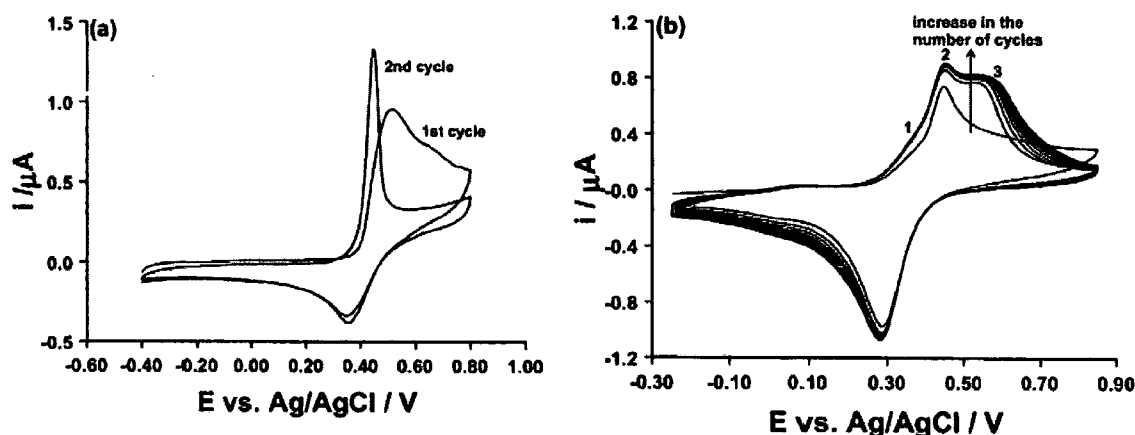 (a)
1.5
1.0
0.5
0.0
-0.5
i /µA
2nd cycle
1st cycle
-0.60 -0.40 -0.20 0.00 0.20 0.40 0.60 0.80 1.00
E vs. Ag/AgCl / V
(b)
1.2
0.8
0.4
-0.0
-0.4
-0.8
-1.2
i / µA
increase in the
number of cycles
1
2
3
-0.30 -0.10 0.10 0.30 0.50 0.70 0.90
E vs. Ag/AgCl / V